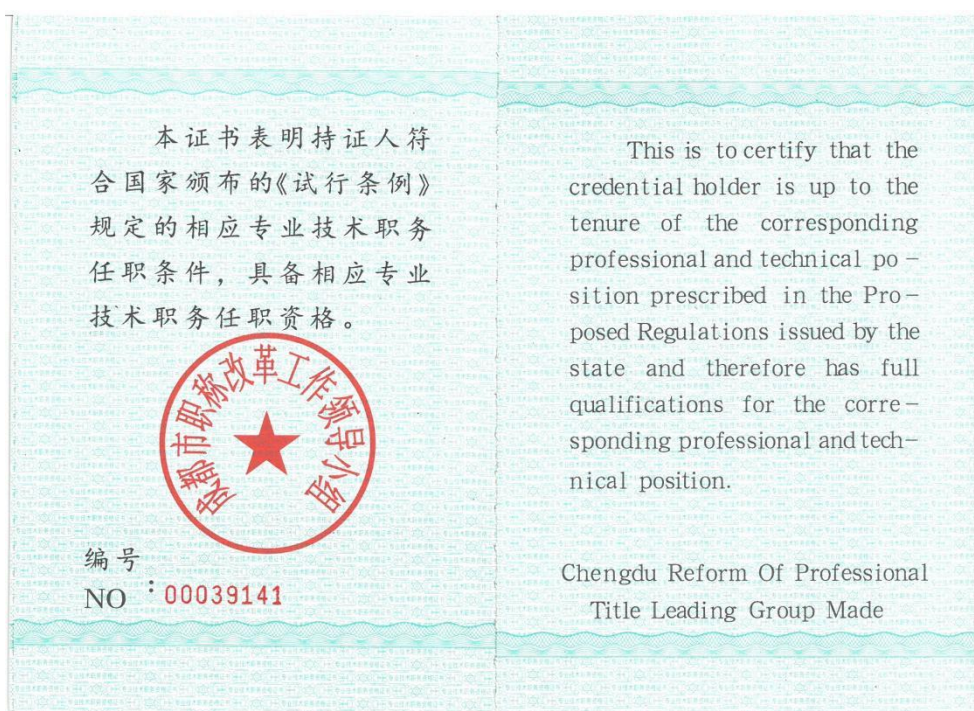 本证书表明持证人符
合国家颁布的《试行条例》
规定的相应专业技术职务
任职条件，具备相应专业
技术职务任职资格。
成都市职称改革工作领导小组
编号
NO：00039141
This is to certify that the
credential holder is up to the
tenure of the corresponding
professional and technical po-
sition prescribed in the Pro-
posed Regulations issued by the
state and therefore has full
qualifications for the corre-
sponding professional and tech-
nical position.
Chengdu Reform Of Professional
Title Leading Group Made